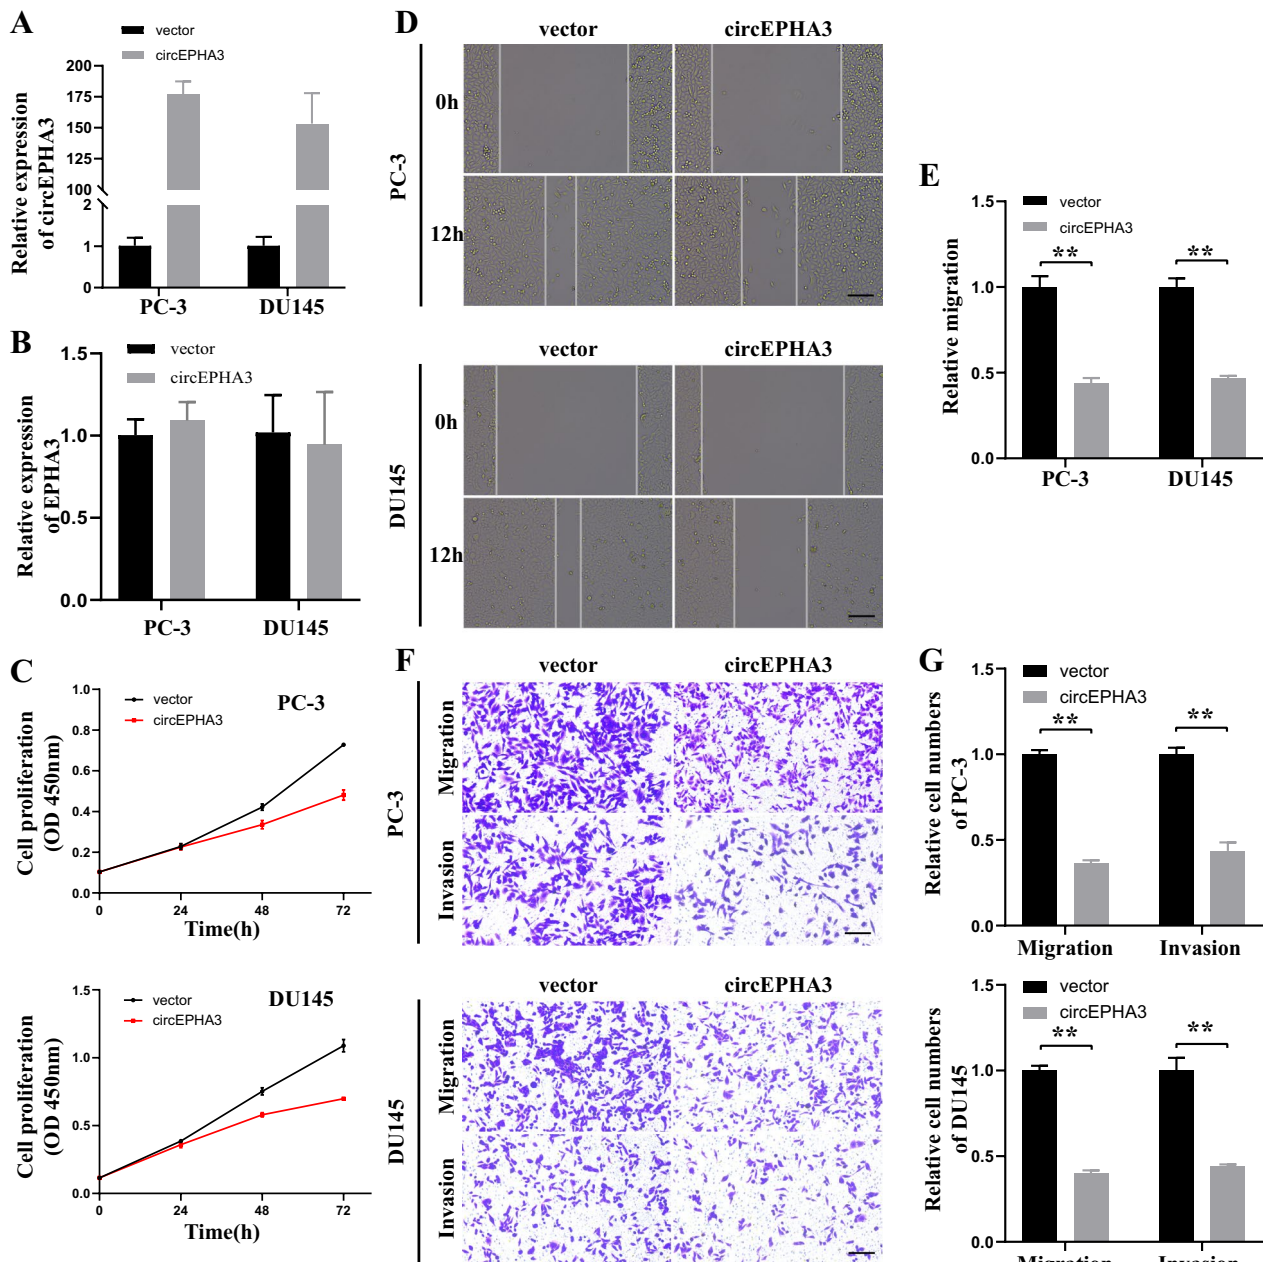 A
vector
circEPHA3
Relative expression
of circEPHA3
200
175
150
125
100
2
1
0
PC-3
DU145
B
vector
circEPHA3
Relative expression
of EPHA3
1.5
1.0
0.5
0.0
PC-3
DU145
C
vector
circEPHA3
PC-3
Cell proliferation
(OD 450nm)
1.0
0.8
0.6
0.4
0.2
0.0
0 24 48 72
Time(h)
vector
circEPHA3
DU145
Cell proliferation
(OD 450nm)
1.5
1.0
0.5
0.0
0 24 48 72
Time(h)
D
vector circEPHA3
PC-3
0h
12h
vector circEPHA3
DU145
0h
12h
E
vector
circEPHA3
Relative migration
1.5
1.0
0.5
0.0
** **
PC-3 DU145
F
vector circEPHA3
PC-3
Migration
Invasion
vector circEPHA3
DU145
Migration
Invasion
G
vector
circEPHA3
Relative cell numbers
of PC-3
1.5
1.0
0.5
0.0
** **
Migration Invasion
vector
circEPHA3
Relative cell numbers
of DU145
1.5
1.0
0.5
0.0
** **
Migration Invasion